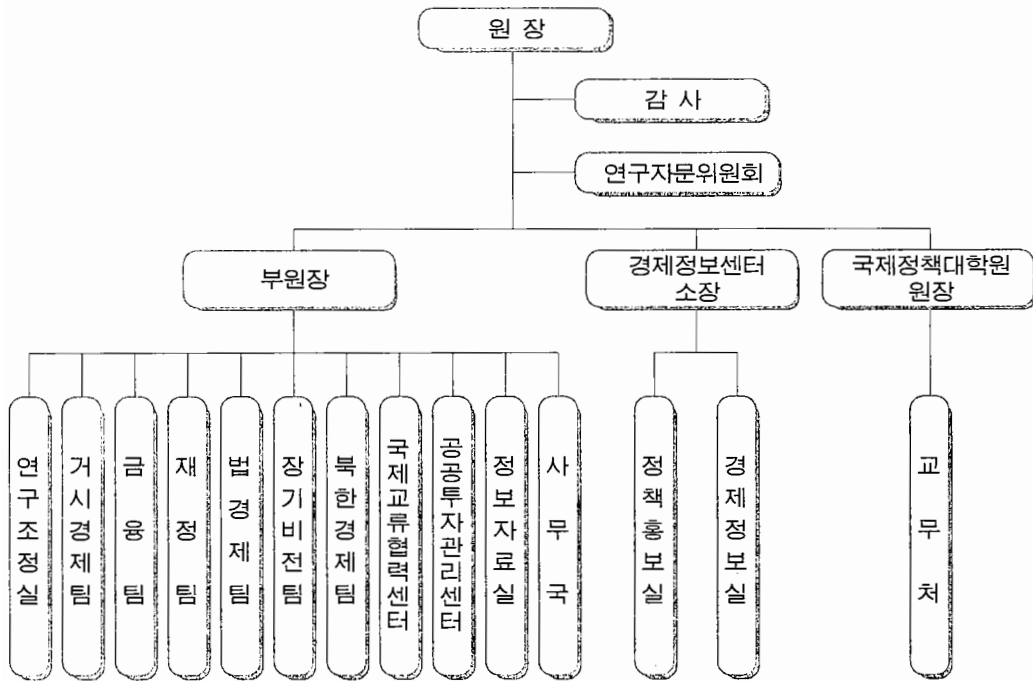 원 장
감 사
연구자문위원회
부원장
경제정보센터
소장
국제정책대학원
원장
연구조정실
거시경제팀
금융팀
재정팀
법경제팀
장기비전팀
북한경제팀
국제교류협력센터
공공투자관리센터
정보자료실
사무국
정책홍보실
경제정보실
교무처